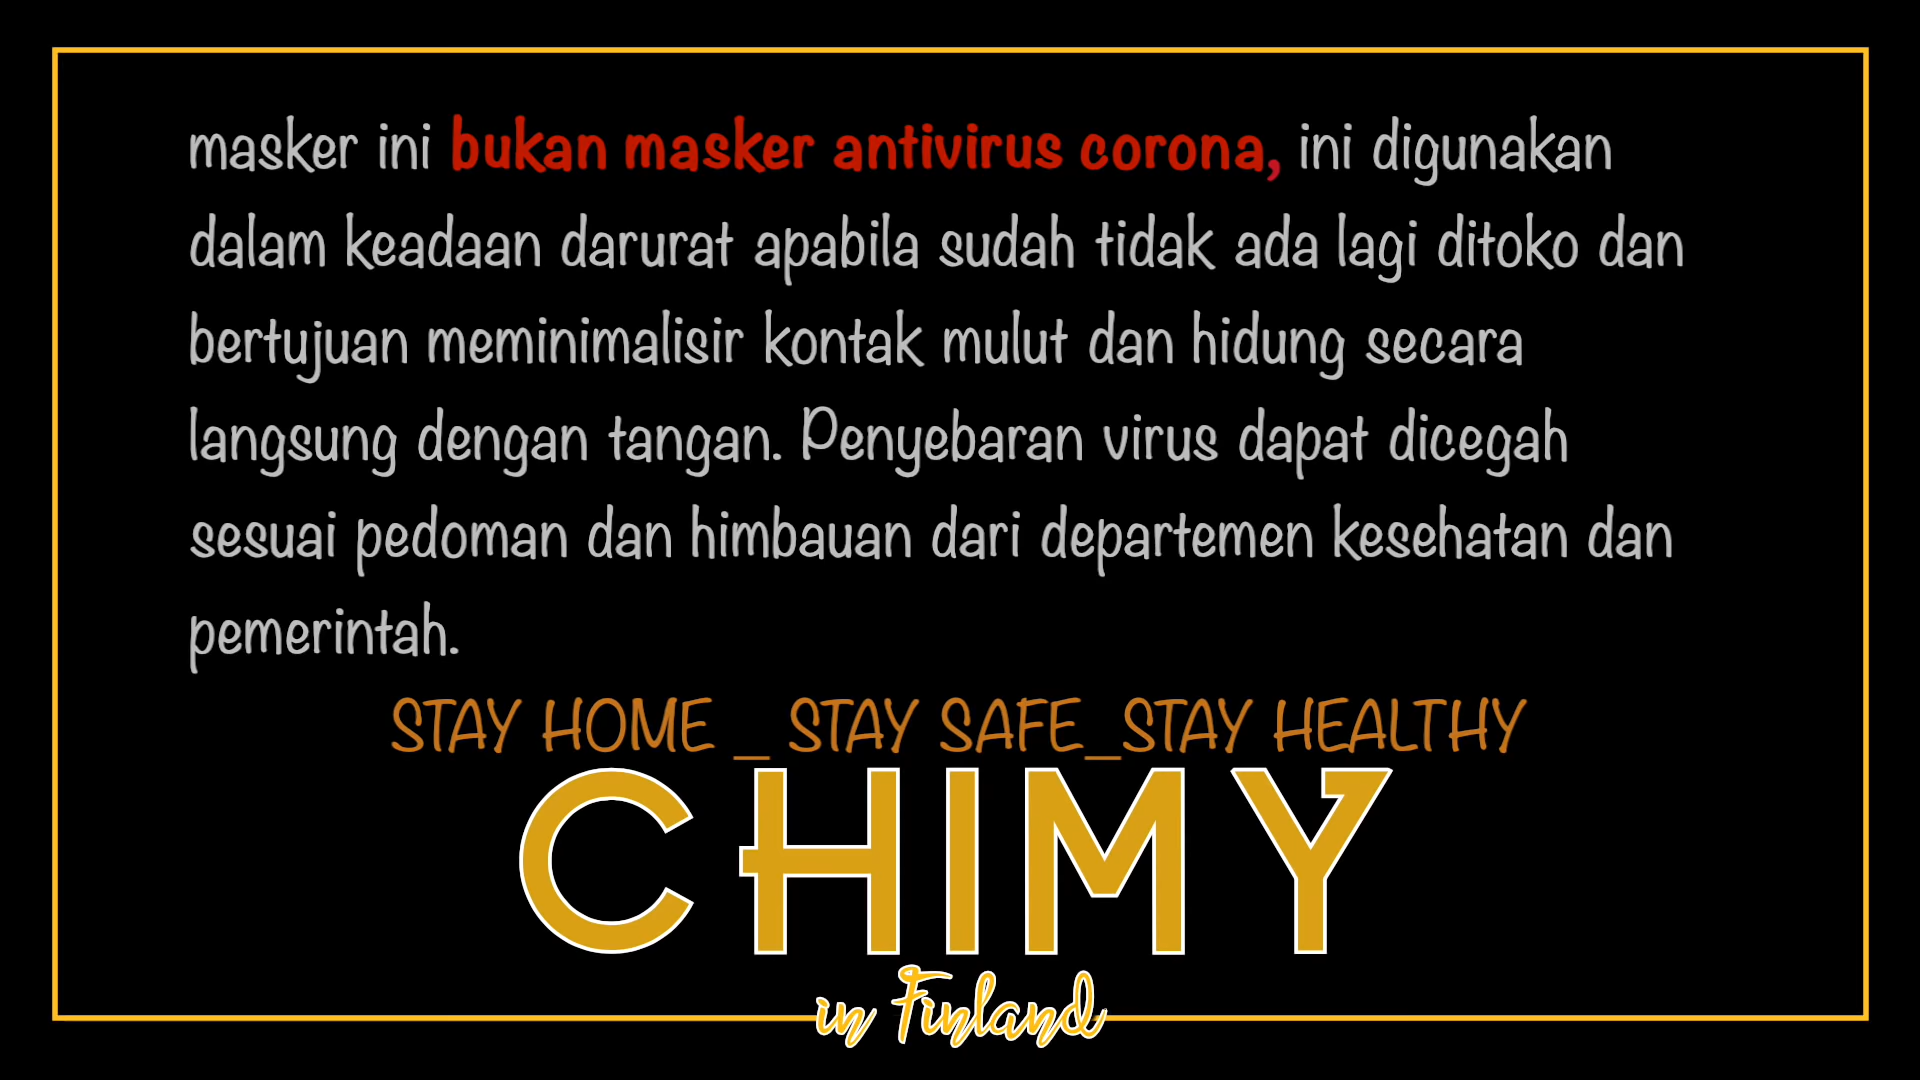 masker ini bukan masker antivirus corona, ini digunakan
dalam keadaan darurat apabila sudah tidak ada lagi ditoko dan
bertujuan meminimalisir kontak mulut dan hidung secara
langsung dengan tangan. Penyebaran virus dapat dicegah
sesuai pedoman dan himbauan dari departemen kesehatan dan
pemerintah.
STAY HOME _ STAY SAFE_STAY HEALTHY
CHIMY
in Finland